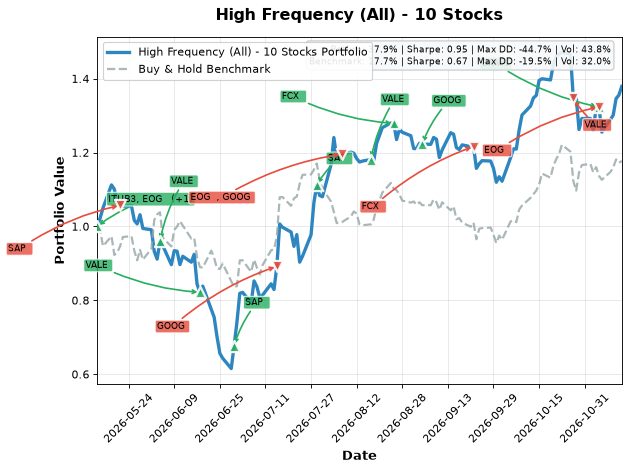 High Frequency (All) - 10 Stocks
High Frequency (All) - 10 Stocks Portfolio
Buy & Hold Benchmark
7.9% | Sharpe: 0.95 | Max DD: -44.7% | Vol: 43.8%
7.7% | Sharpe: 0.67 | Max DD: -19.5% | Vol: 32.0%
Portfolio Value
1.4
1.2
1.0
0.8
0.6
FCX
VALE
GOOG
VALE
EOG
VALE
ITUB3, EOG (+1
EOG , GOOG
FCX
SAP
VALE
SAP
GOOG
2026-05-24
2026-06-09
2026-06-25
2026-07-11
2026-07-27
2026-08-12
2026-08-28
2026-09-13
2026-09-29
2026-10-15
2026-10-31
Date